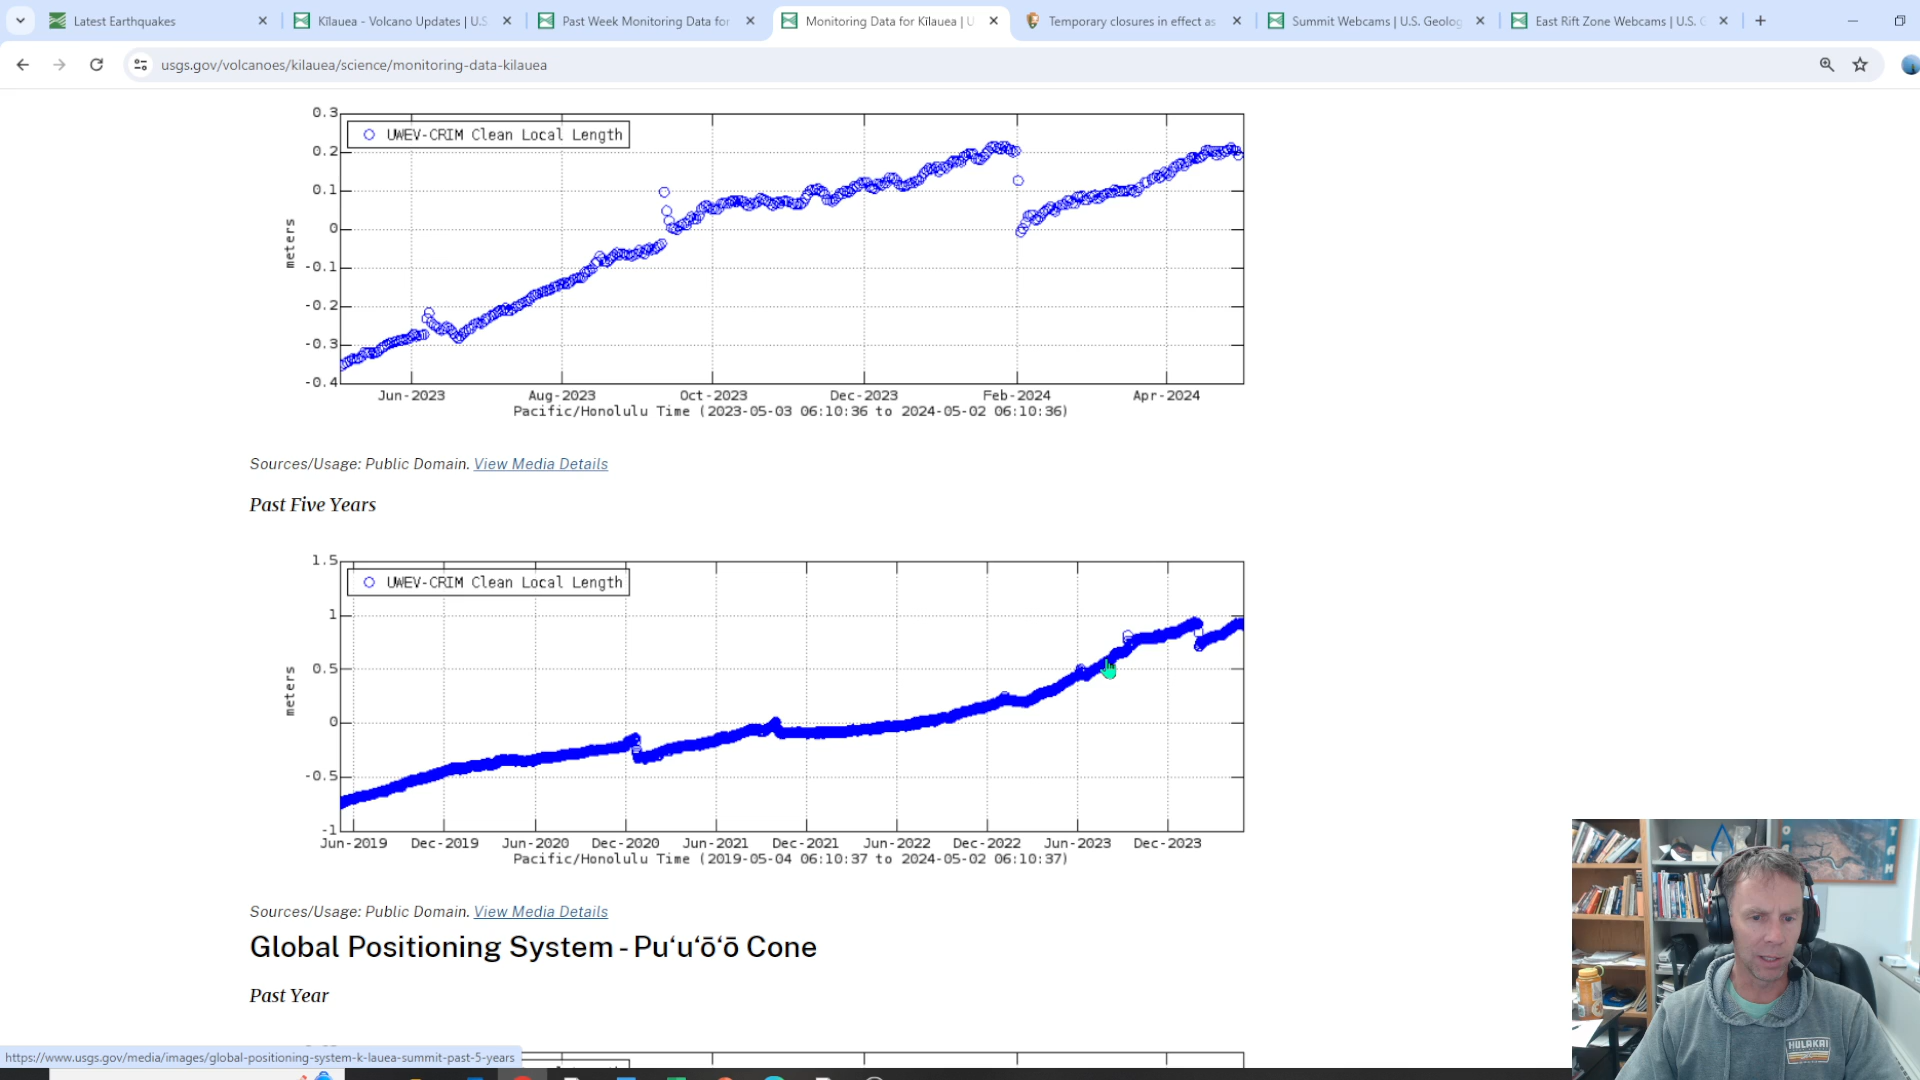 Latest Earthquakes
Kīlauea - Volcano Updates | U.S
Past Week Monitoring Data for
Monitoring Data for Kīlauea | U
Temporary closures in effect as
Summit Webcams | U.S. Geolog
East Rift Zone Webcams | U.S. G
usgs.gov/volcanoes/kilauea/science/monitoring-data-kilauea
0.3
0.2
0.1
0
-0.1
-0.2
-0.3
-0.4
meters
UWEV-CRIM Clean Local Length
Jun-2023 Aug-2023 Oct-2023 Dec-2023 Feb-2024 Apr-2024
Pacific/Honolulu Time (2023-05-03 06:10:36 to 2024-05-02 06:10:36)
Sources/Usage: Public Domain. View Media Details
Past Five Years
1.5
1
0.5
0
-0.5
-1
meters
UWEV-CRIM Clean Local Length
Jun-2019 Dec-2019 Jun-2020 Dec-2020 Jun-2021 Dec-2021 Jun-2022 Dec-2022 Jun-2023 Dec-2023
Pacific/Honolulu Time (2019-05-04 06:10:37 to 2024-05-02 06:10:37)
Sources/Usage: Public Domain. View Media Details
Global Positioning System - Pu‘u‘ō‘ō Cone
Past Year
https://www.usgs.gov/media/images/global-positioning-system-k-lauea-summit-past-5-years
HULAKAI